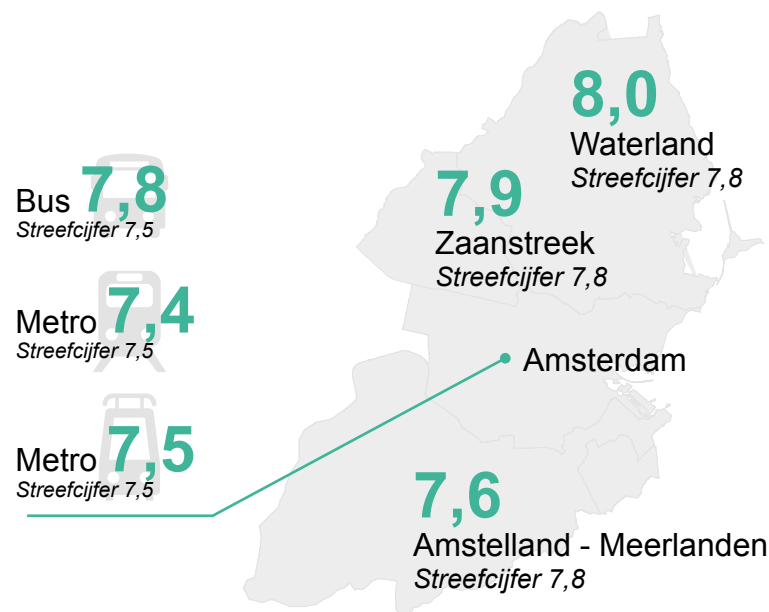 Bus 7,8
Streefcijfer 7,5
Metro 7,4
Streefcijfer 7,5
Metro 7,5
Streefcijfer 7,5
8,0
Waterland
Streefcijfer 7,8
7,9
Zaanstreek
Streefcijfer 7,8
Amsterdam
7,6
Amstelland - Meerlanden
Streefcijfer 7,8